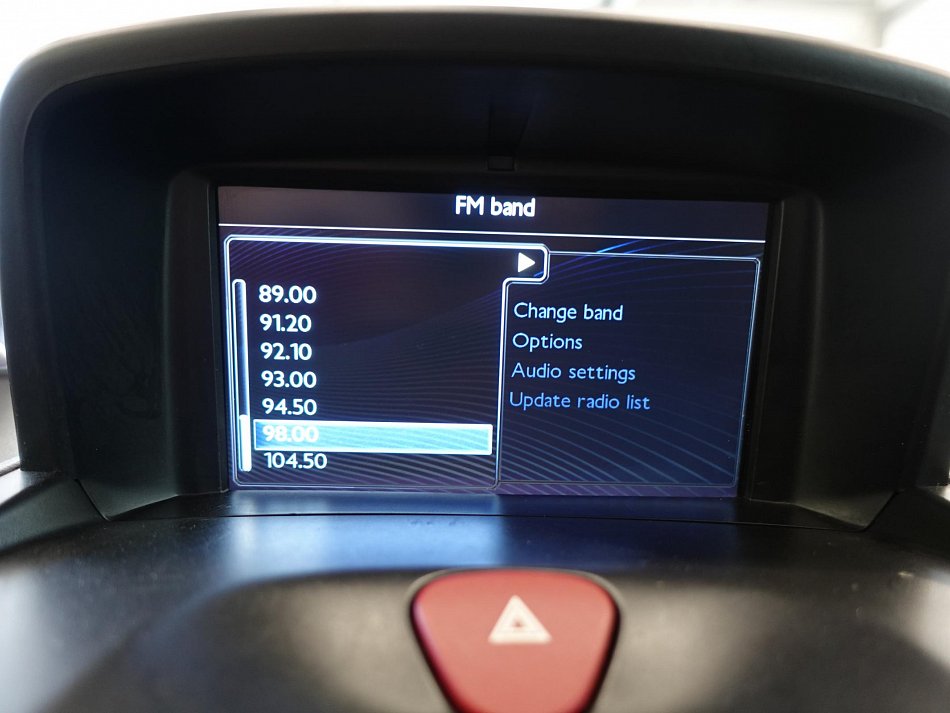 FM band
89.00
91.20
92.10
93.00
94.50
98.00
104.50
Change band
Options
Audio settings
Update radio list